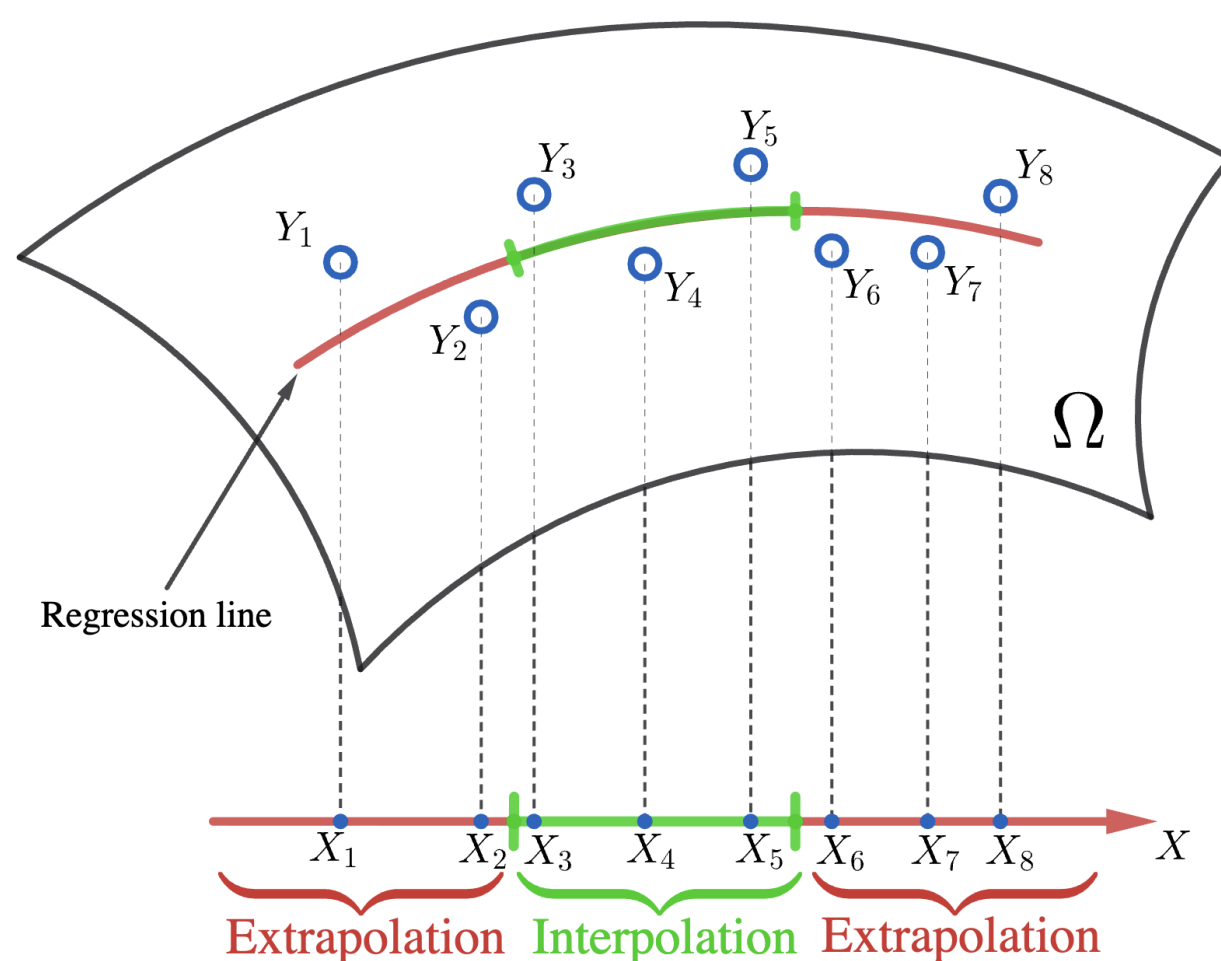 Y₅
Y₃
Y₈
Y₁
Y₄
Y₆
Y₇
Y₂
Ω
Regression line
X₁ X₂ X₃ X₄ X₅ X₆ X₇ X₈ X
Extrapolation Interpolation Extrapolation